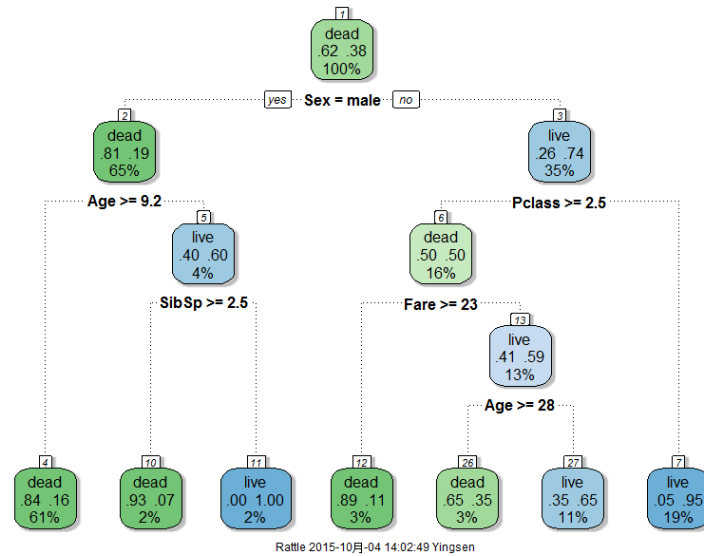 1
dead
.62 .38
100%
yes Sex = male no
2
dead
.81 .19
65%
3
live
.26 .74
35%
Age >= 9.2
Pclass >= 2.5
5
live
.40 .60
4%
6
dead
.50 .50
16%
SibSp >= 2.5
Fare >= 23
13
live
.41 .59
13%
Age >= 28
4
dead
.84 .16
61%
10
dead
.93 .07
2%
11
live
.00 1.00
2%
12
dead
.89 .11
3%
26
dead
.65 .35
3%
27
live
.35 .65
11%
7
live
.05 .95
19%
Rattle 2015-10月-04 14:02:49 Yingsen